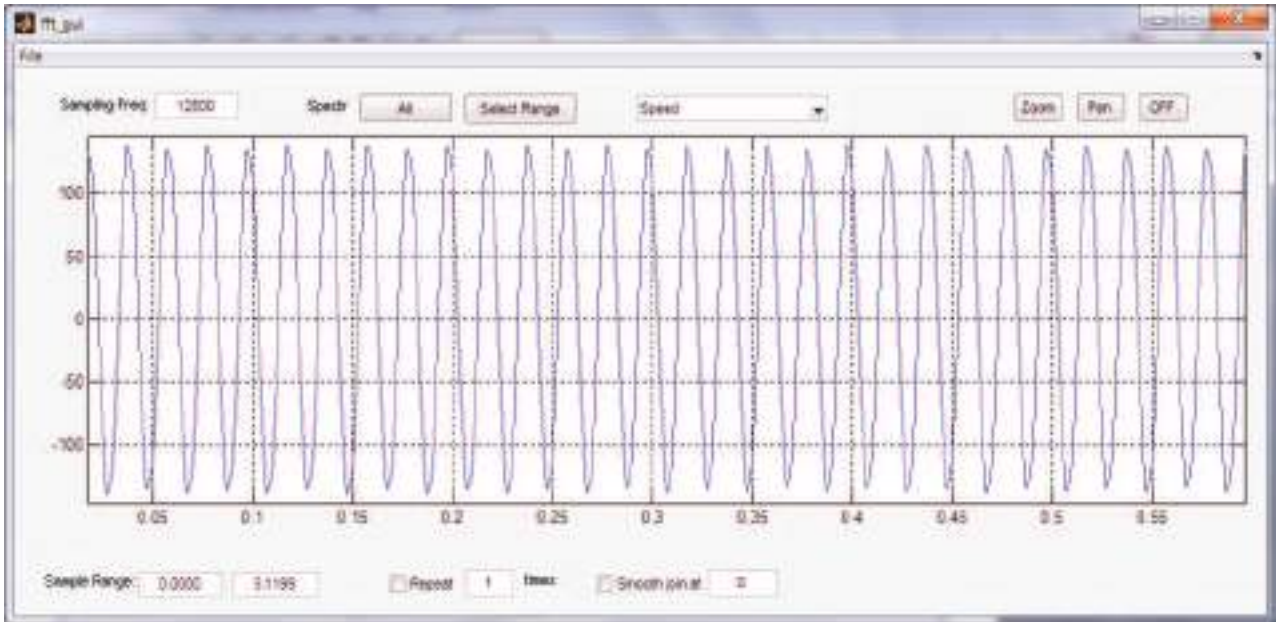 fft_gui
File
Sampling Freq 12800 Spectr All Select Range Speed Zoom Pan OFF
100
50
0
-50
-100
0.05 0.1 0.15 0.2 0.25 0.3 0.35 0.4 0.45 0.5 0.55
Sample Range: 0.0000 3.1199 Repeat 1 times Smooth join at 0